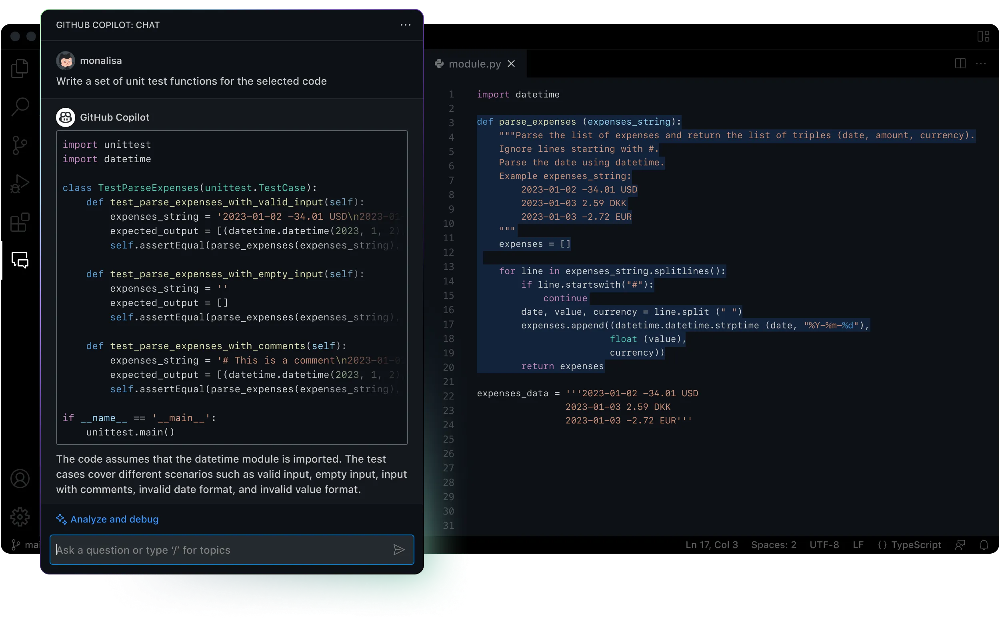 GITHUB COPILOT: CHAT
monalisa
Write a set of unit test functions for the selected code
GitHub Copilot
import unittest
import datetime
class TestParseExpenses(unittest.TestCase):
    def test_parse_expenses_with_valid_input(self):
        expenses_string = '2023-01-02 -34.01 USD\n2023-01-
        expected_output = [(datetime.datetime(2023, 1, 2),
        self.assertEqual(parse_expenses(expenses_string),
    def test_parse_expenses_with_empty_input(self):
        expenses_string = ''
        expected_output = []
        self.assertEqual(parse_expenses(expenses_string),
    def test_parse_expenses_with_comments(self):
        expenses_string = '# This is a comment\n2023-01-0
        expected_output = [(datetime.datetime(2023, 1, 2),
        self.assertEqual(parse_expenses(expenses_string),
if __name__ == '__main__':
    unittest.main()
The code assumes that the datetime module is imported. The test
cases cover different scenarios such as valid input, empty input, input
with comments, invalid date format, and invalid value format.
Analyze and debug
Ask a question or type ‘/’ for topics
module.py
1
2
3
4
5
6
7
8
9
10
11
12
13
14
15
16
17
18
19
20
21
22
23
24
25
26
27
28
29
30
31
import datetime
def parse_expenses (expenses_string):
    """Parse the list of expenses and return the list of triples (date, amount, currency).
    Ignore lines starting with #.
    Parse the date using datetime.
    Example expenses_string:
        2023-01-02 -34.01 USD
        2023-01-03 2.59 DKK
        2023-01-03 -2.72 EUR
    """
    expenses = []
    for line in expenses_string.splitlines():
        if line.startswith("#"):
            continue
        date, value, currency = line.split (" ")
        expenses.append((datetime.datetime.strptime (date, "%Y-%m-%d"),
                        float (value),
                        currency))
        return expenses
expenses_data = '''2023-01-02 -34.01 USD
                2023-01-03 2.59 DKK
                2023-01-03 -2.72 EUR'''
mai
Ln 17, Col 3 Spaces: 2 UTF-8 LF {} TypeScript